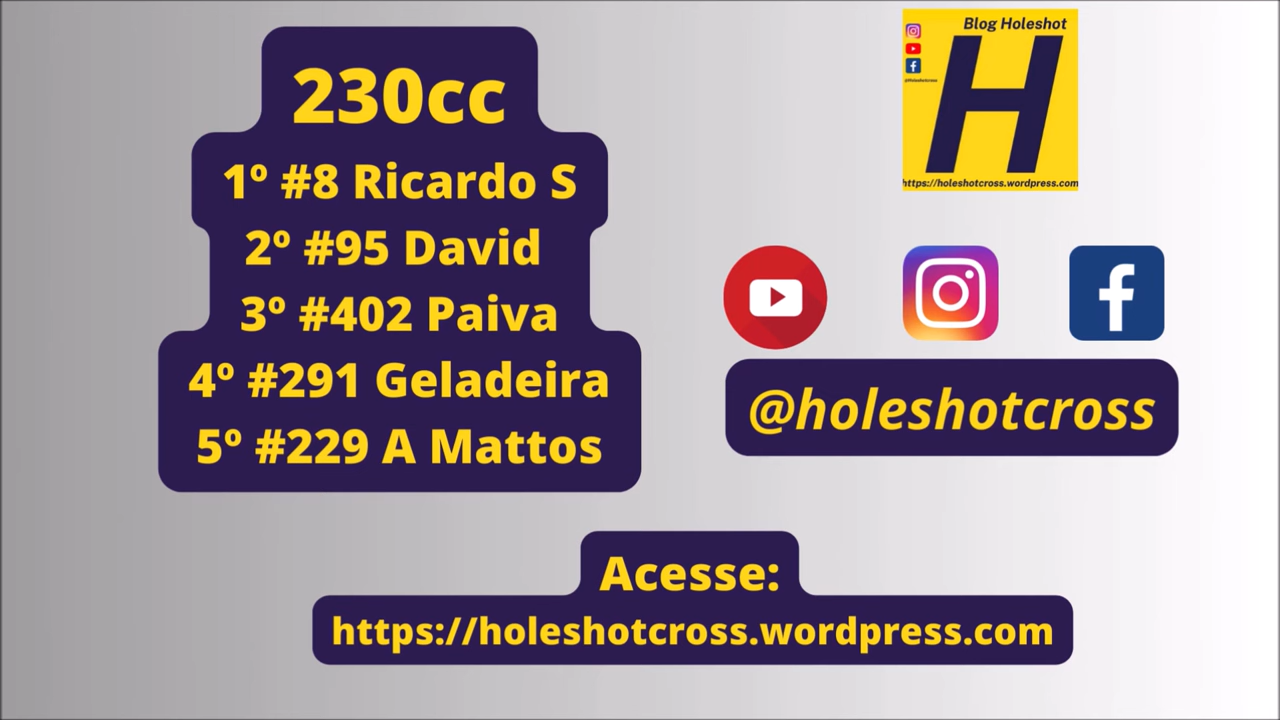 230cc
1º #8 Ricardo S
2º #95 David
3º #402 Paiva
4º #291 Geladeira
5º #229 A Mattos
Blog Holeshot
H
@holeshotcross
https://holeshotcross.wordpress.com
@holeshotcross
Acesse:
https://holeshotcross.wordpress.com